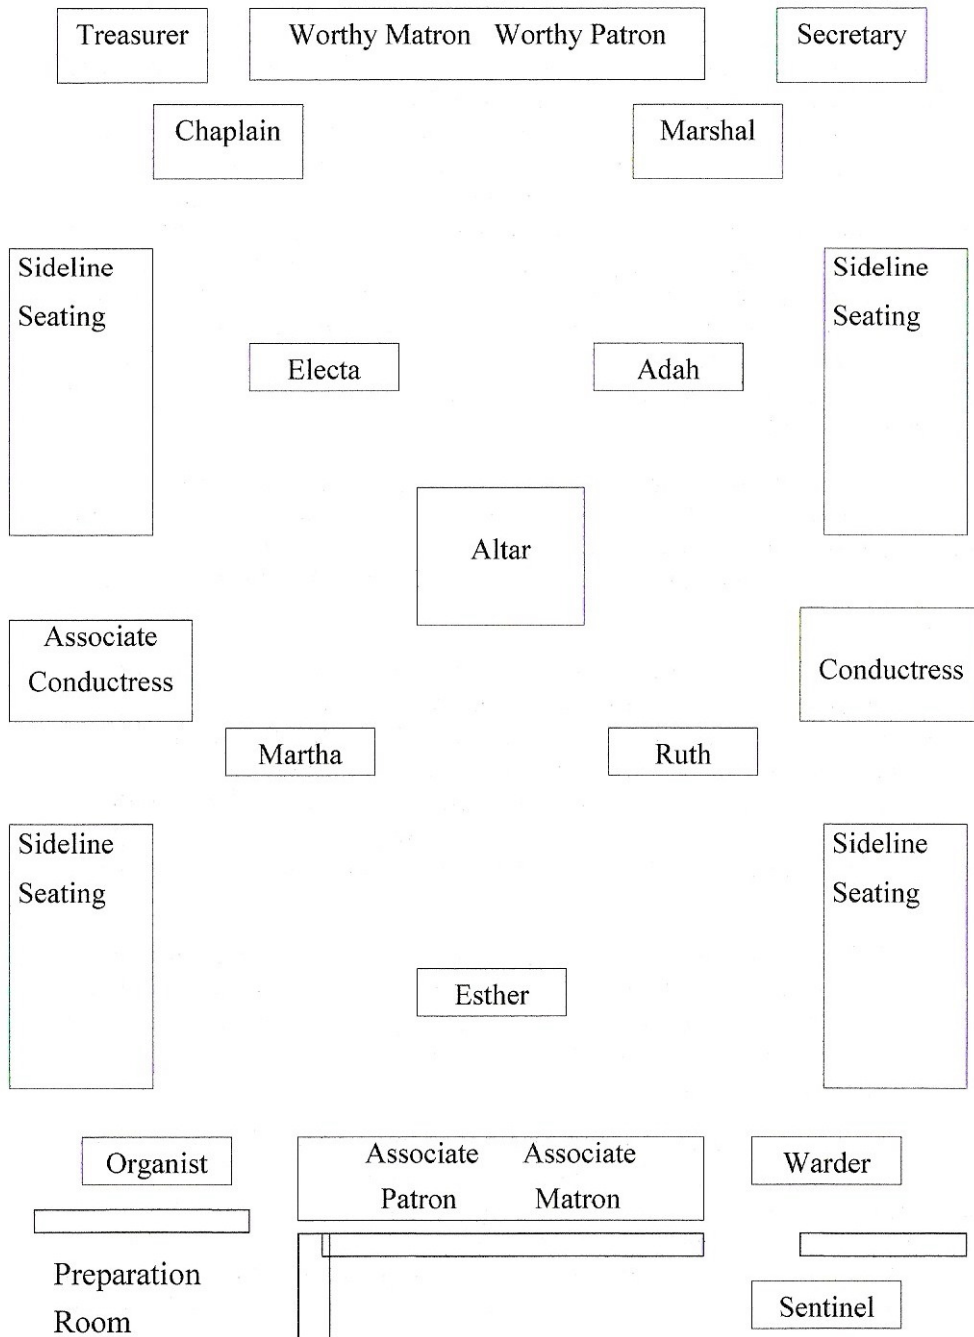 Treasurer
Worthy Matron Worthy Patron
Secretary
Chaplain
Marshal
Sideline
Seating
Sideline
Seating
Electa
Adah
Altar
Associate
Conductress
Conductress
Martha
Ruth
Sideline
Seating
Sideline
Seating
Esther
Organist
Associate Associate
Patron Matron
Warder
Preparation
Room
Sentinel